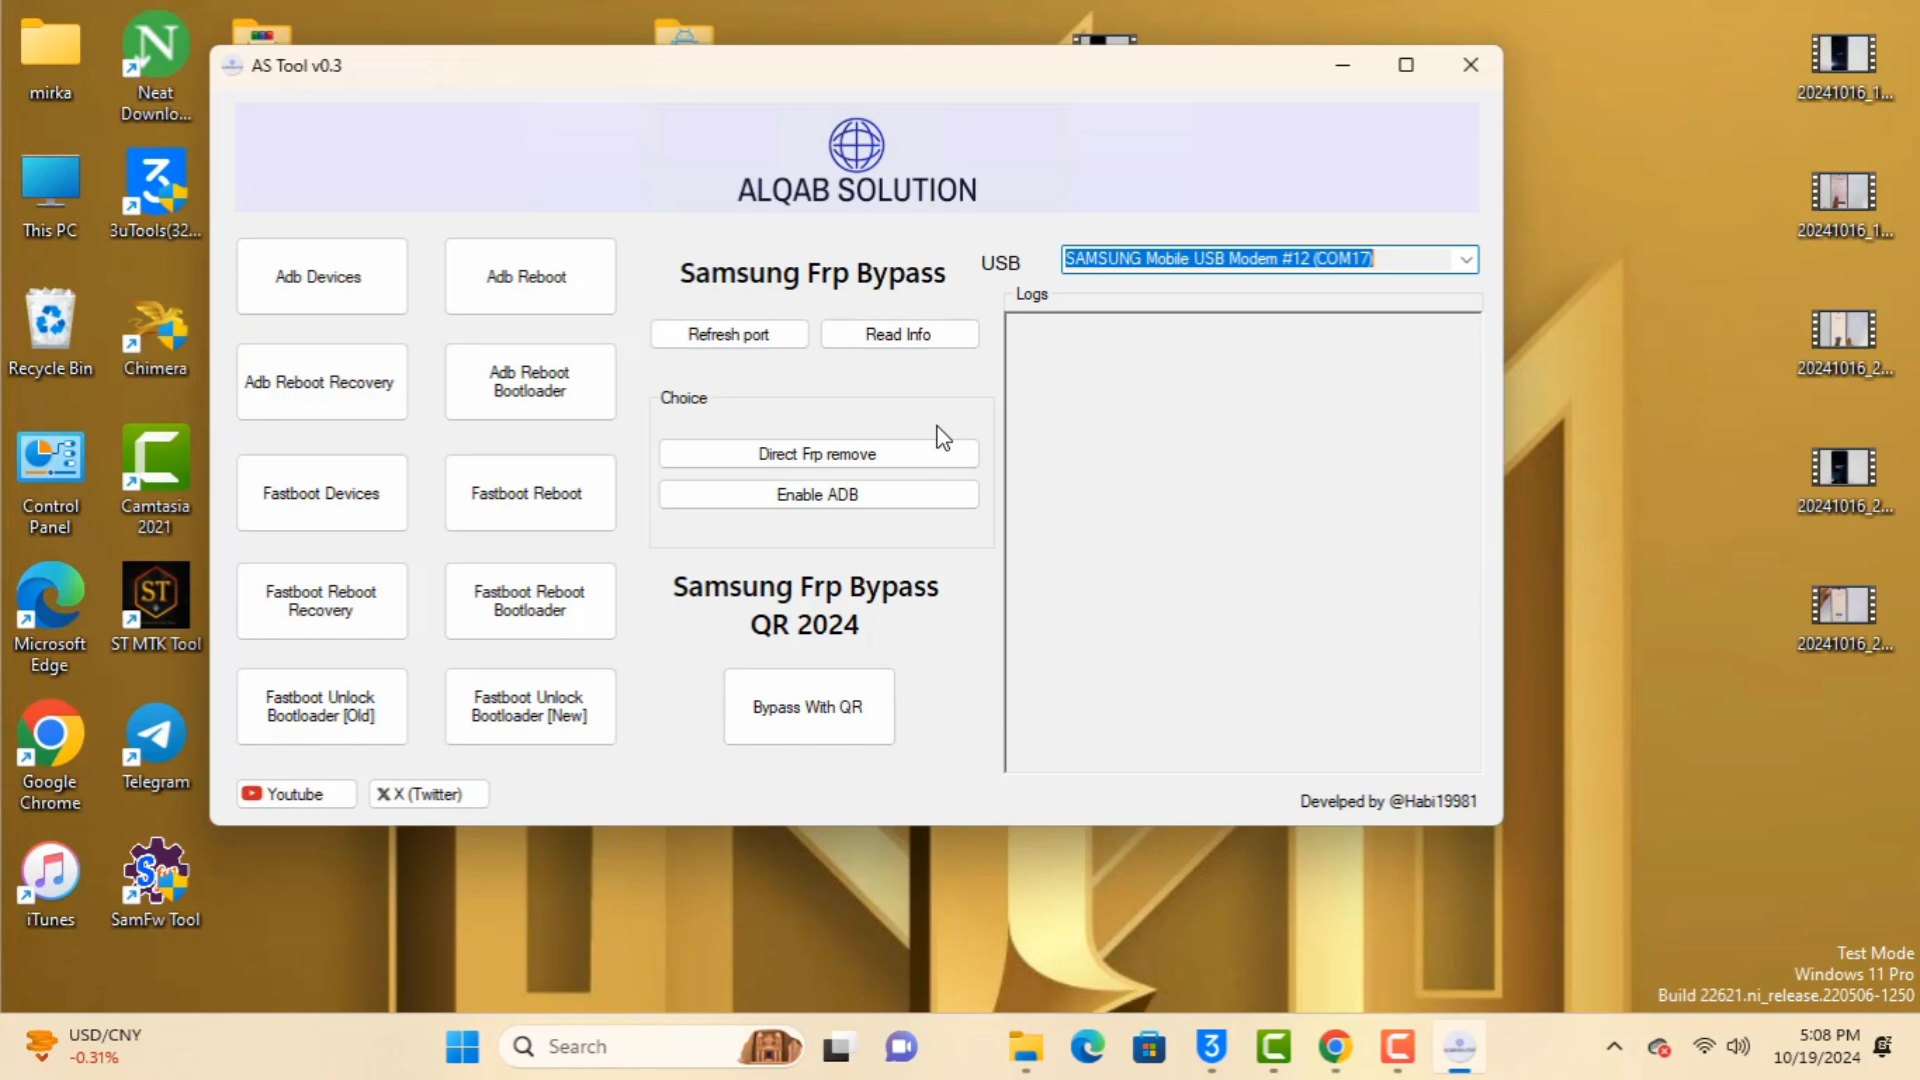 mirka
Neat
Downlo...
This PC
3uTools(32...
Recycle Bin
Chimera
Control
Panel
Camtasia
2021
Microsoft
Edge
ST
ST MTK Tool
Google
Chrome
Telegram
iTunes
SamFw Tool
AS Tool v0.3
ALQAB SOLUTION
Adb Devices
Adb Reboot
Adb Reboot Recovery
Adb Reboot
Bootloader
Fastboot Devices
Fastboot Reboot
Fastboot Reboot
Recovery
Fastboot Reboot
Bootloader
Fastboot Unlock
Bootloader [Old]
Fastboot Unlock
Bootloader [New]
Youtube
X (Twitter)
Samsung Frp Bypass
Refresh port
Read Info
Choice
Direct Frp remove
Enable ADB
Samsung Frp Bypass
QR 2024
Bypass With QR
USB
SAMSUNG Mobile USB Modem #12 (COM17)
Logs
Develped by @Habi19981
20241016_1...
20241016_1...
20241016_2...
20241016_2...
20241016_2...
Test Mode
Windows 11 Pro
Build 22621.ni_release.220506-1250
USD/CNY
-0.31%
Search
5:08 PM
10/19/2024